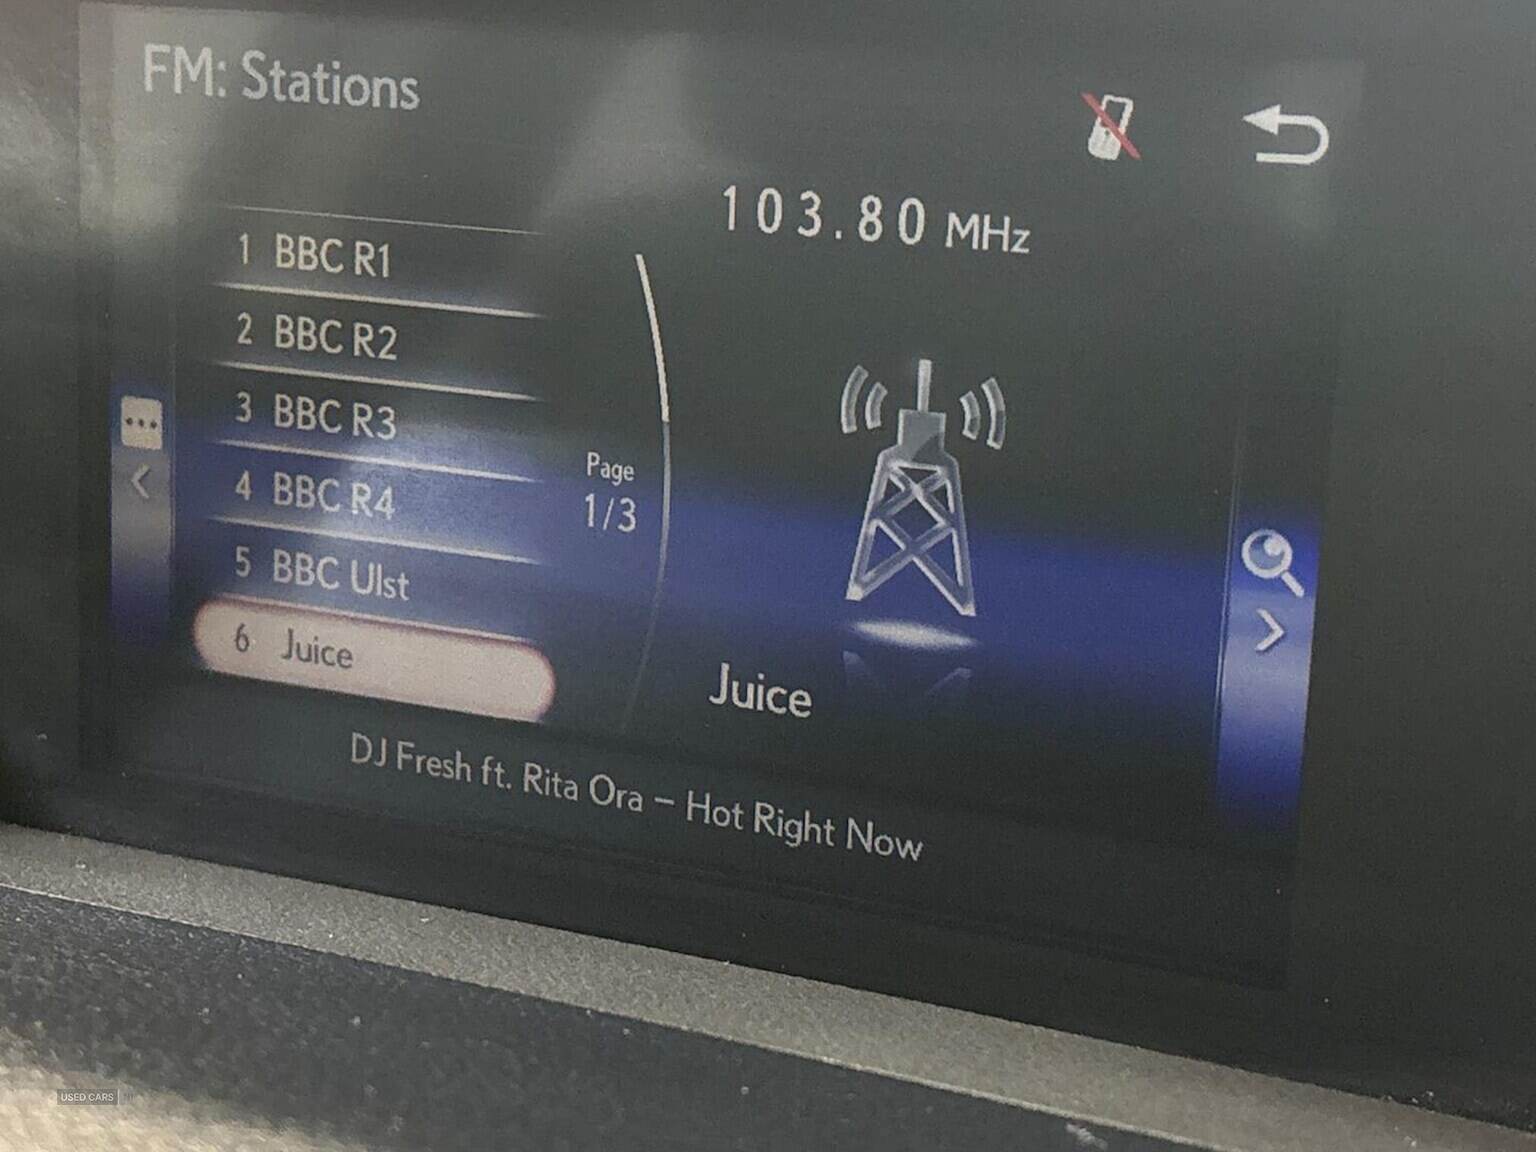 FM: Stations
103.80 MHz
1 BBC R1
2 BBC R2
3 BBC R3
4 BBC R4
5 BBC Ulst
6 Juice
Page
1/3
Juice
DJ Fresh ft. Rita Ora – Hot Right Now
USED CARS